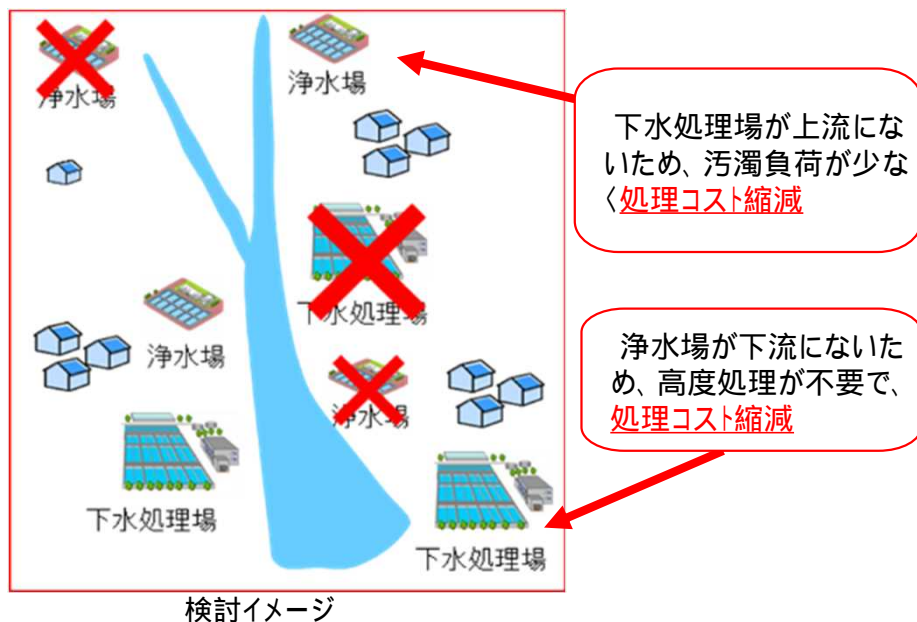 浄水場
浄水場
下水処理場が上流にな
いため、汚濁負荷が少な
く処理コスト縮減
下水処理場
浄水場
浄水場
浄水場が下流にないた
め、高度処理が不要で、
処理コスト縮減
下水処理場
下水処理場
検討イメージ